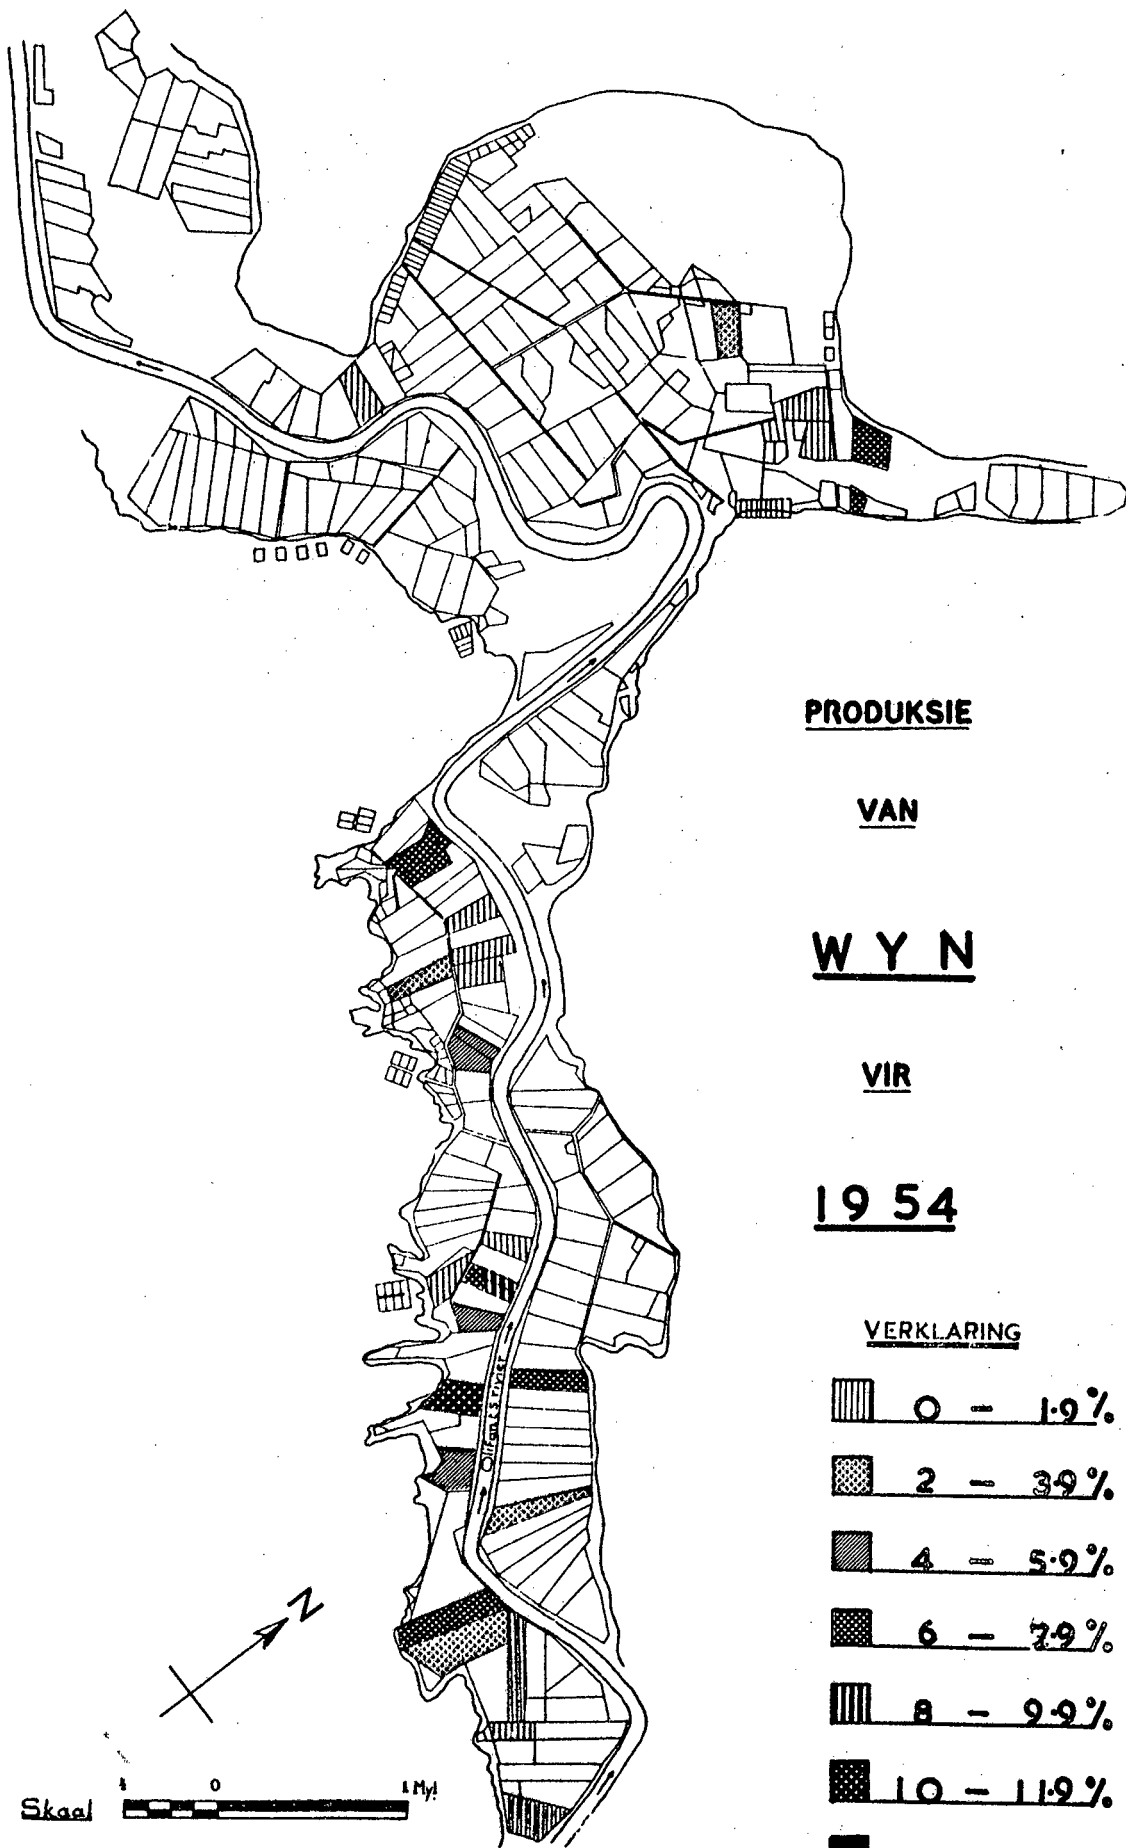 PRODUKSIE
VAN
WYN
VIR
1954
VERKLARING
0 - 1·9%
2 - 3·9%
4 - 5·9%
6 - 7·9%
8 - 9·9%
10 - 11·9%
Olifants rivier
N
1 0 1 Myl
Skaal